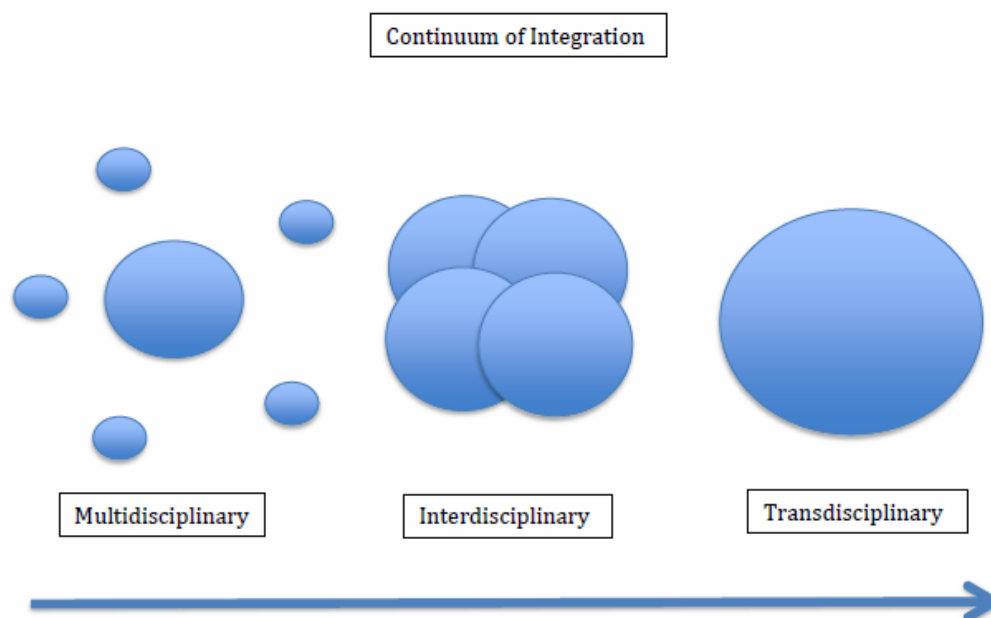 Continuum of Integration
Multidisciplinary
Interdisciplinary
Transdisciplinary